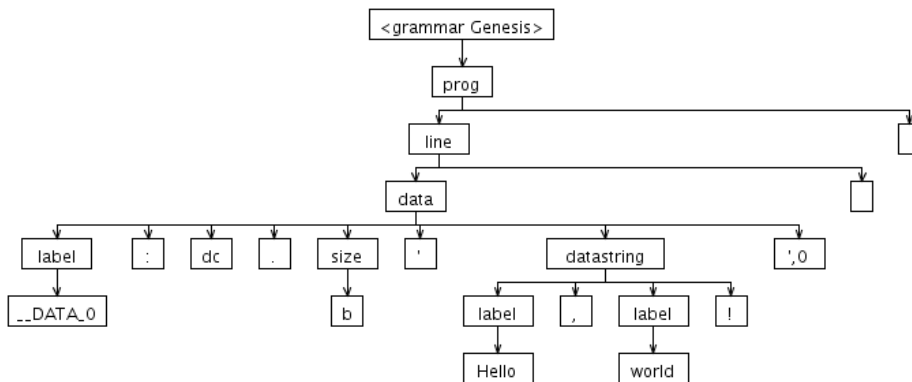 <grammar Genesis>
prog
line
data
label : dc . size ' datastring ',0
__DATA_0 b label , label !
Hello world